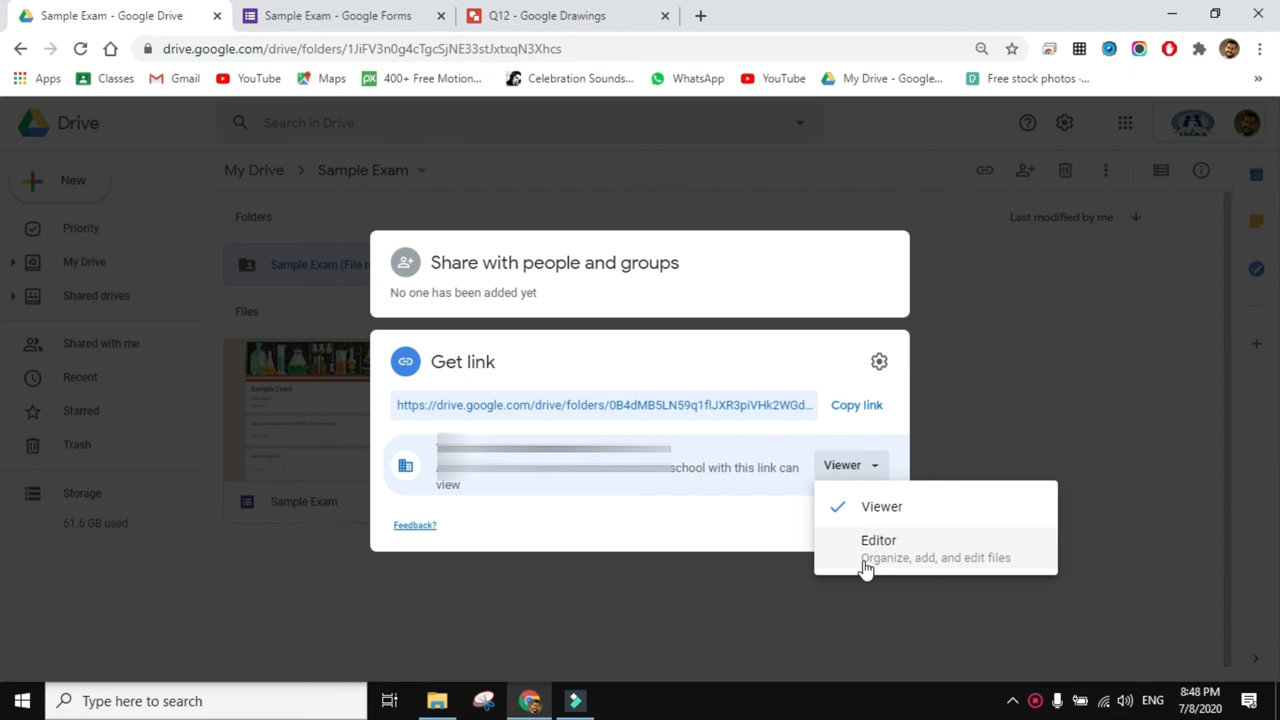 Sample Exam - Google Drive
Sample Exam - Google Forms
Q12 - Google Drawings
drive.google.com/drive/folders/1JiFV3n0g4cTgcSjNE33stJxtxqN3Xhcs
Apps
Classes
Gmail
YouTube
Maps
400+ Free Motion...
Celebration Sounds...
WhatsApp
YouTube
My Drive - Google...
Free stock photos ·...
Drive
Search in Drive
My Drive > Sample Exam
New
Folders
Last modified by me
Priority
My Drive
Sample Exam (File
Shared drives
Files
Shared with me
Recent
Starred
Trash
Storage
61.6 GB used
Sample Exam
Sample Exam
Share with people and groups
No one has been added yet
Get link
https://drive.google.com/drive/folders/0B4dMB5LN59q1flJXR3piVHk2WGd...
Copy link
school with this link can
view
Viewer
Feedback?
Viewer
Editor
Organize, add, and edit files
Type here to search
ENG
8:48 PM
7/8/2020